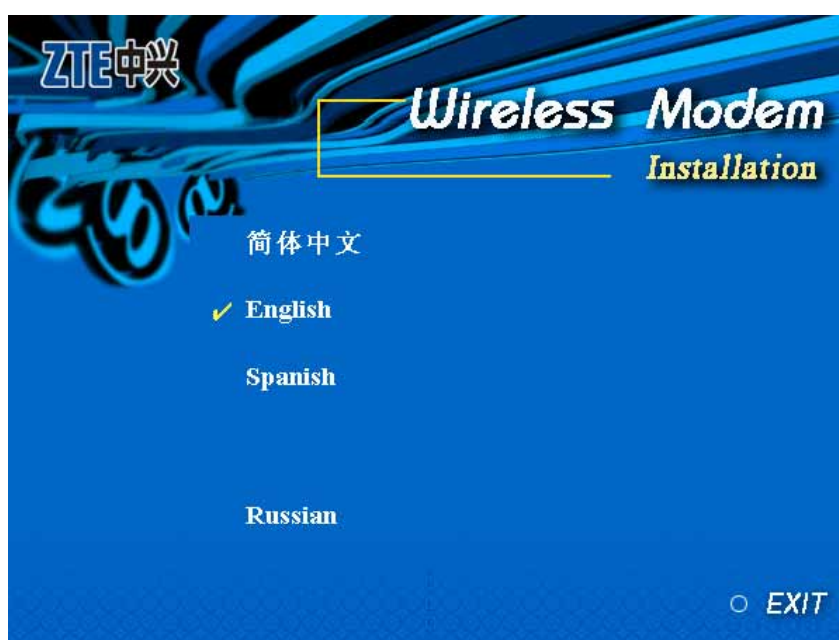 ZTE中兴
Wireless Modem
Installation
简体中文
English
Spanish
Russian
EXIT